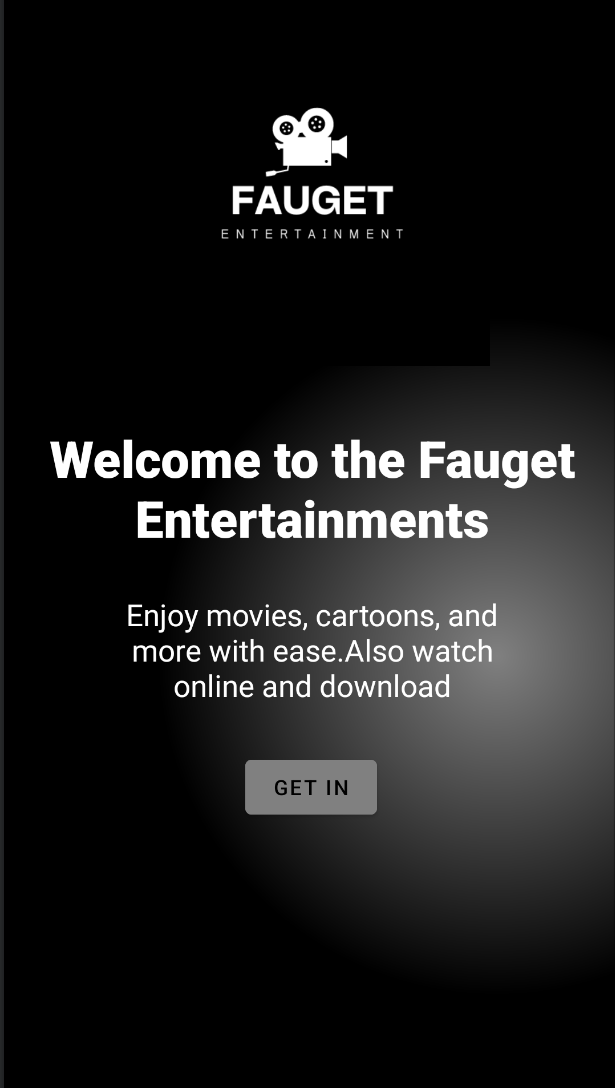 FAUGET
ENTERTAINMENT
Welcome to the Fauget
Entertainments
Enjoy movies, cartoons, and
more with ease.Also watch
online and download
GET IN